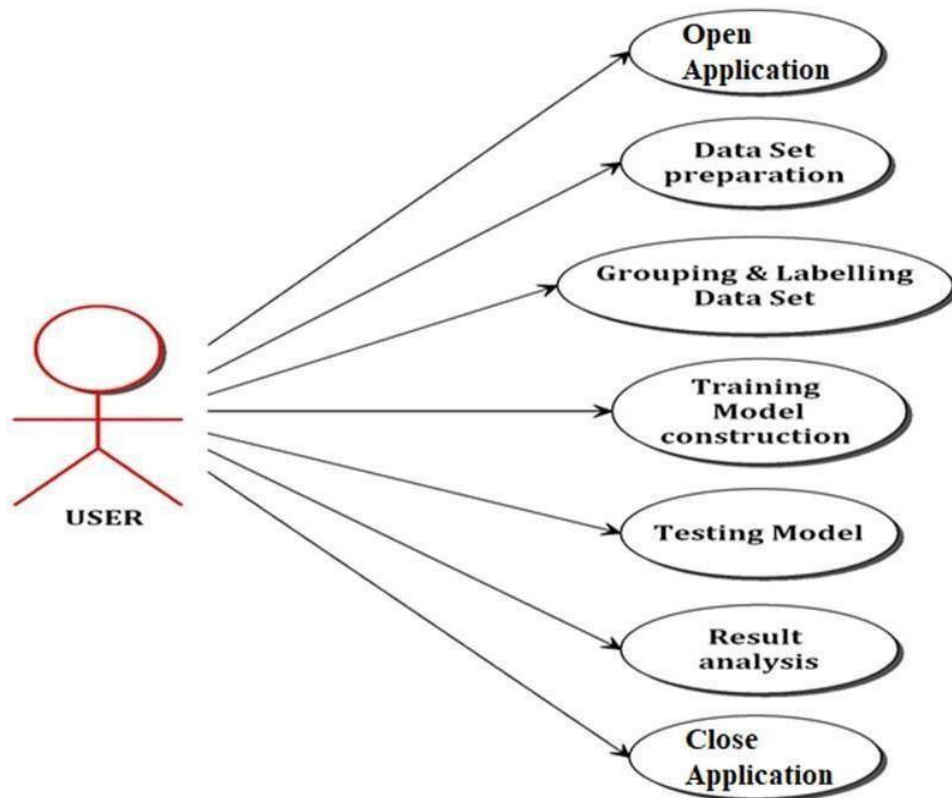 Open
Application
Data Set
preparation
Grouping & Labelling
Data Set
Training
Model
construction
USER
Testing Model
Result
analysis
Close
Application